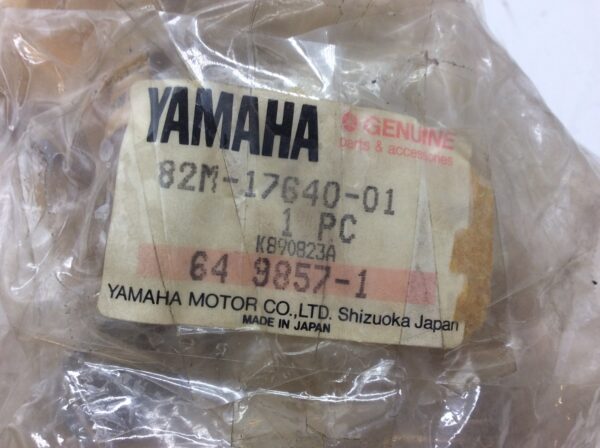 YAMAHA
GENUINE
parts & accessories
82M-17640-01
1 PC
K890823A
64 9857-1
YAMAHA MOTOR CO.,LTD. Shizuoka Japan
MADE IN JAPAN